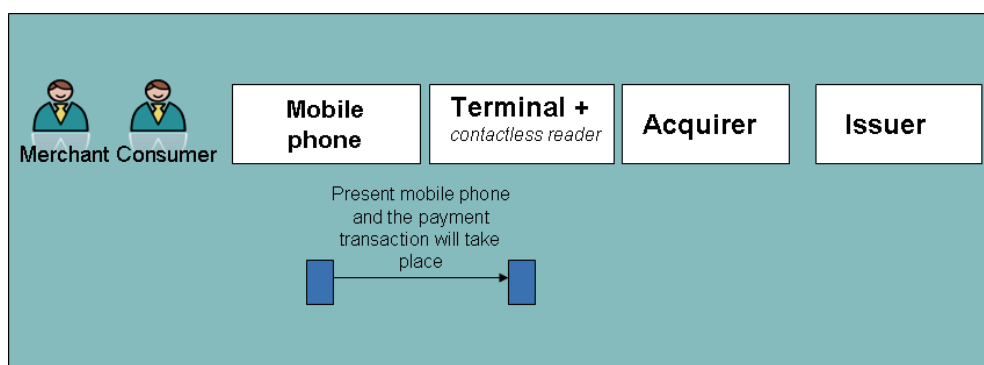 Merchant Consumer
Mobile
phone
Terminal +
contactless reader
Acquirer
Issuer
Present mobile phone
and the payment
transaction will take
place